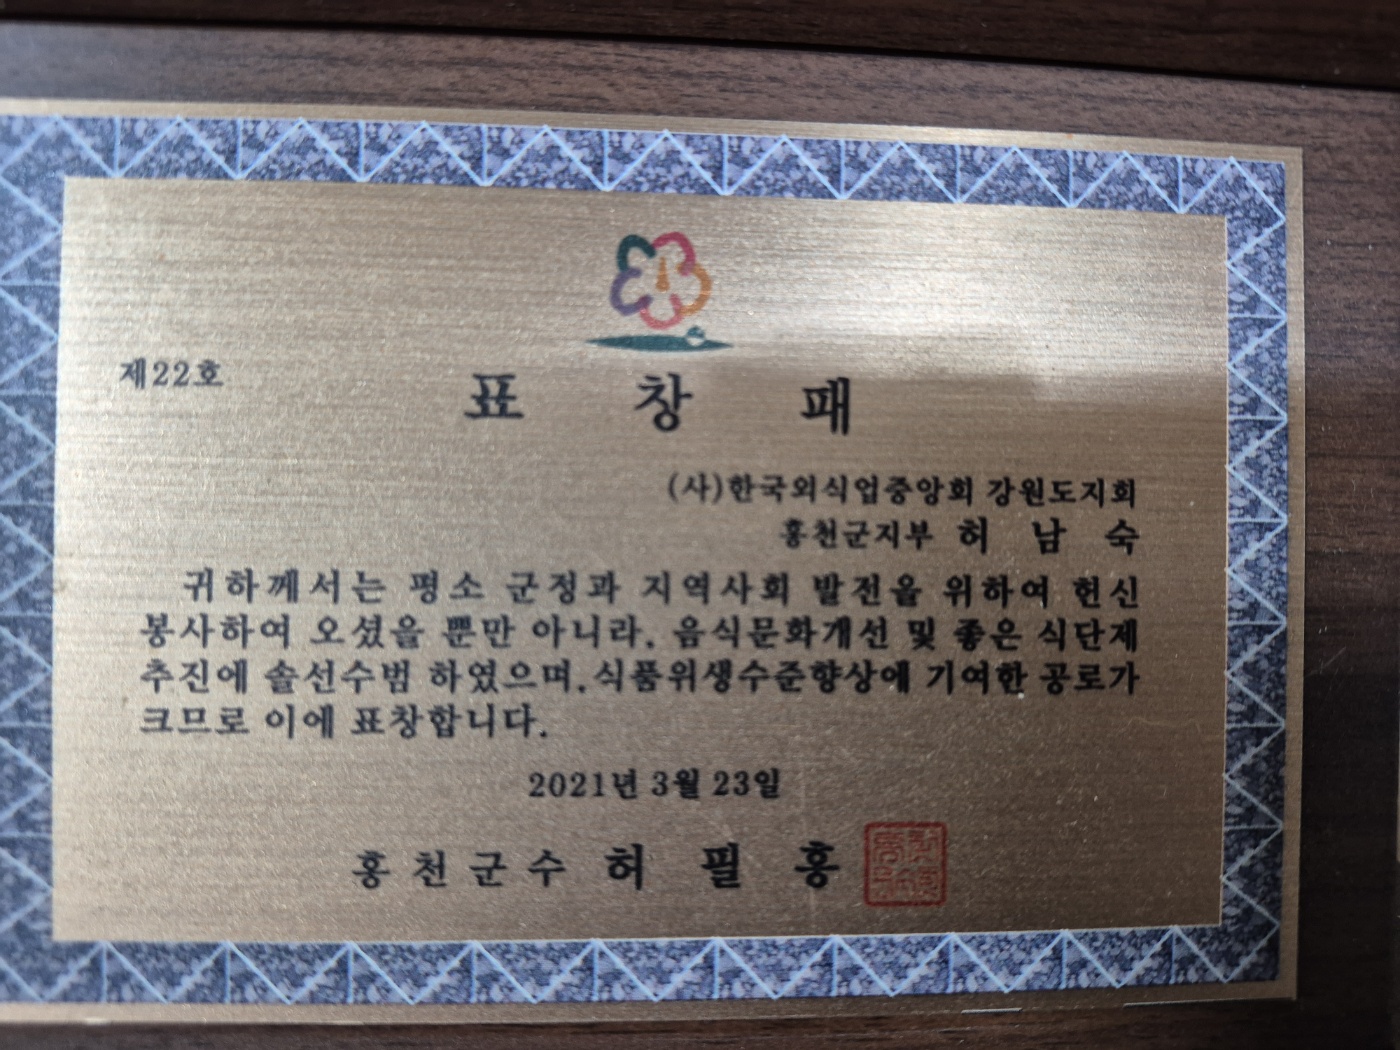 제22호
표 창 패
(사)한국외식업중앙회 강원도지회
홍천군지부 허 남 숙
귀하께서는 평소 군정과 지역사회 발전을 위하여 헌신
봉사하여 오셨을 뿐만 아니라, 음식문화개선 및 좋은 식단제
추진에 솔선수범 하였으며, 식품위생수준향상에 기여한 공로가
크므로 이에 표창합니다.
2021년 3월 23일
홍천군수 허 필 홍